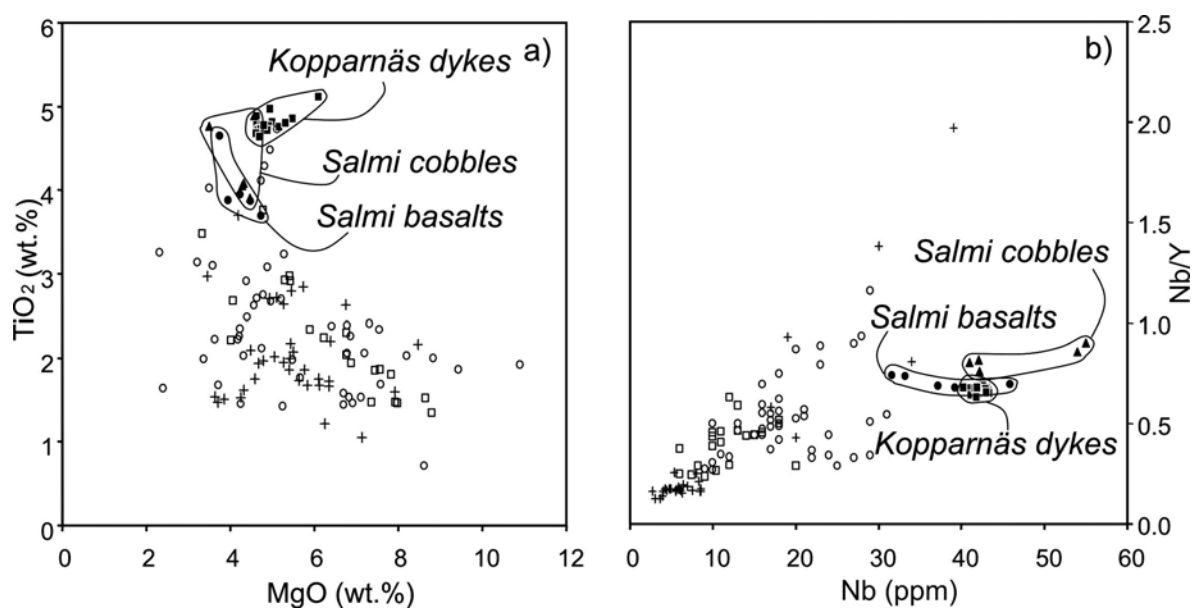 a)
Kopparnäs dykes
Salmi cobbles
Salmi basalts
TiO₂ (wt.%)
6
5
4
3
2
1
0
0 2 4 6 8 10 12
MgO (wt.%)
b)
Salmi cobbles
Salmi basalts
Kopparnäs dykes
Nb/Y
2.5
2.0
1.5
1.0
0.5
0.0
0 10 20 30 40 50 60
Nb (ppm)